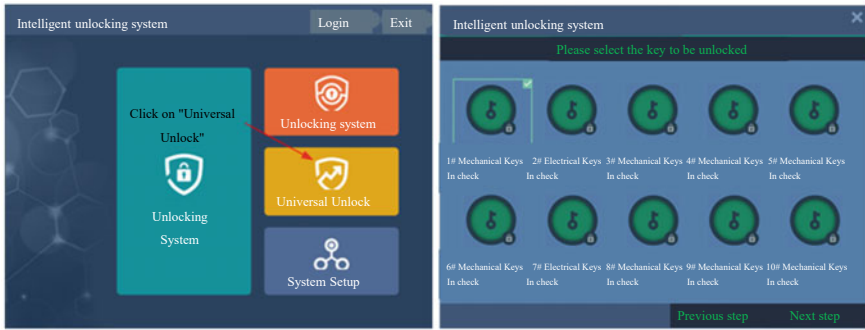 Intelligent unlocking system
Login
Exit
Click on "Universal
Unlock"
Unlocking
System
Unlocking system
Universal Unlock
System Setup
Intelligent unlocking system
Please select the key to be unlocked
1# Mechanical Keys 2# Electrical Keys 3# Mechanical Keys 4# Mechanical Keys 5# Mechanical Keys
In check In check In check In check In check
6# Mechanical Keys 7# Electrical Keys 8# Mechanical Keys 9# Mechanical Keys 10# Mechanical Keys
In check In check In check In check In check
Previous step Next step